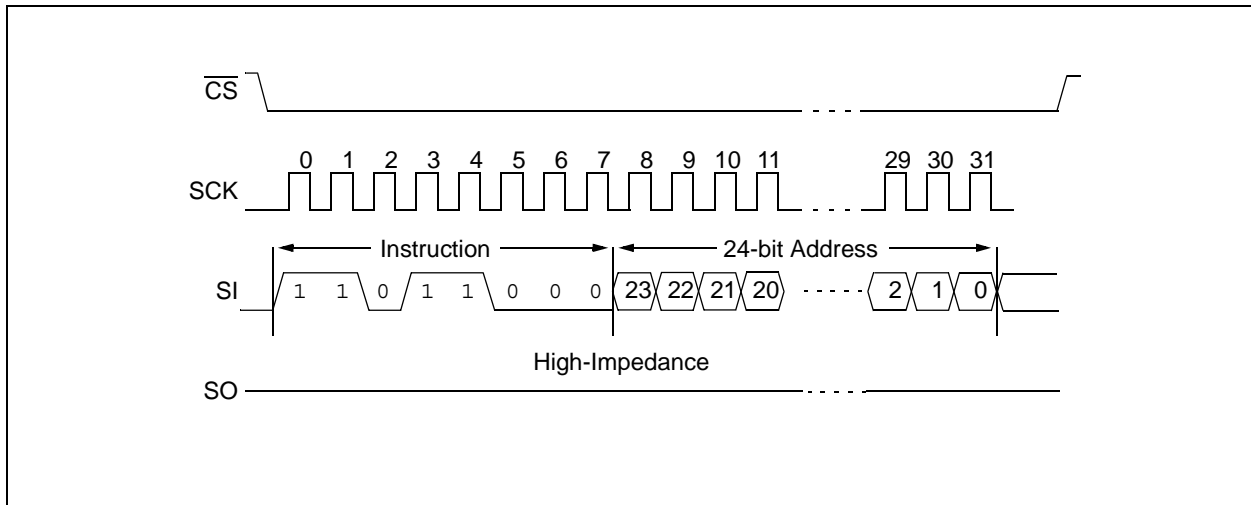 CS
0 1 2 3 4 5 6 7 8 9 10 11 29 30 31
SCK
Instruction 24-bit Address
SI 1 1 0 1 1 0 0 0 23 22 21 20 2 1 0
High-Impedance
SO